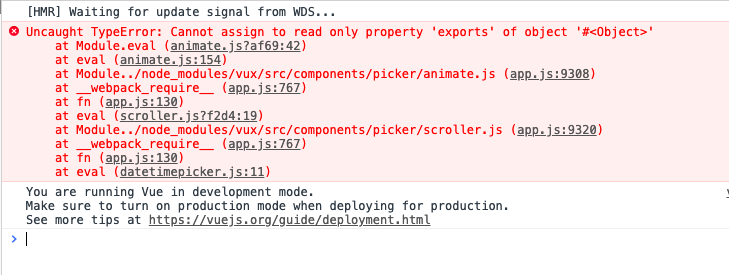 [HMR] Waiting for update signal from WDS...
Uncaught TypeError: Cannot assign to read only property 'exports' of object '#<Object>'
at Module.eval (animate.js?af69:42)
at eval (animate.js:154)
at Module../node_modules/vux/src/components/picker/animate.js (app.js:9308)
at __webpack_require__ (app.js:767)
at fn (app.js:130)
at eval (scroller.js?f2d4:19)
at Module../node_modules/vux/src/components/picker/scroller.js (app.js:9320)
at __webpack_require__ (app.js:767)
at fn (app.js:130)
at eval (datetimepicker.js:11)
You are running Vue in development mode.
Make sure to turn on production mode when deploying for production.
See more tips at https://vuejs.org/guide/deployment.html